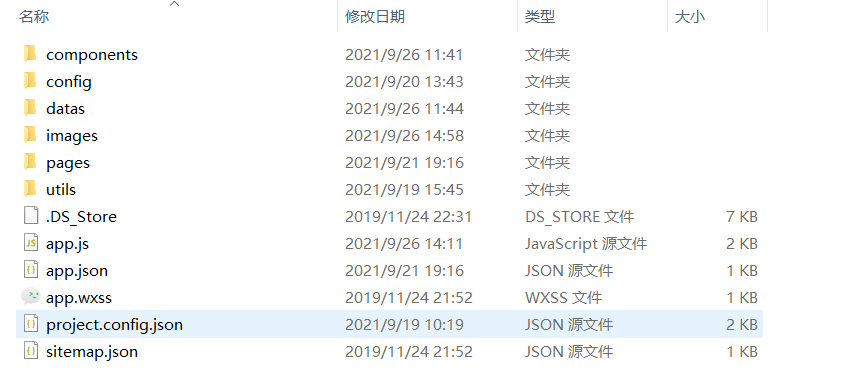 名称 修改日期 类型 大小
components 2021/9/26 11:41 文件夹
config 2021/9/20 13:43 文件夹
datas 2021/9/26 11:44 文件夹
images 2021/9/26 14:58 文件夹
pages 2021/9/21 19:16 文件夹
utils 2021/9/19 15:45 文件夹
.DS_Store 2019/11/24 22:31 DS_STORE 文件 7 KB
app.js 2021/9/26 14:11 JavaScript 源文件 2 KB
app.json 2021/9/21 19:16 JSON 源文件 1 KB
app.wxss 2019/11/24 21:52 WXSS 文件 1 KB
project.config.json 2021/9/19 10:19 JSON 源文件 2 KB
sitemap.json 2019/11/24 21:52 JSON 源文件 1 KB